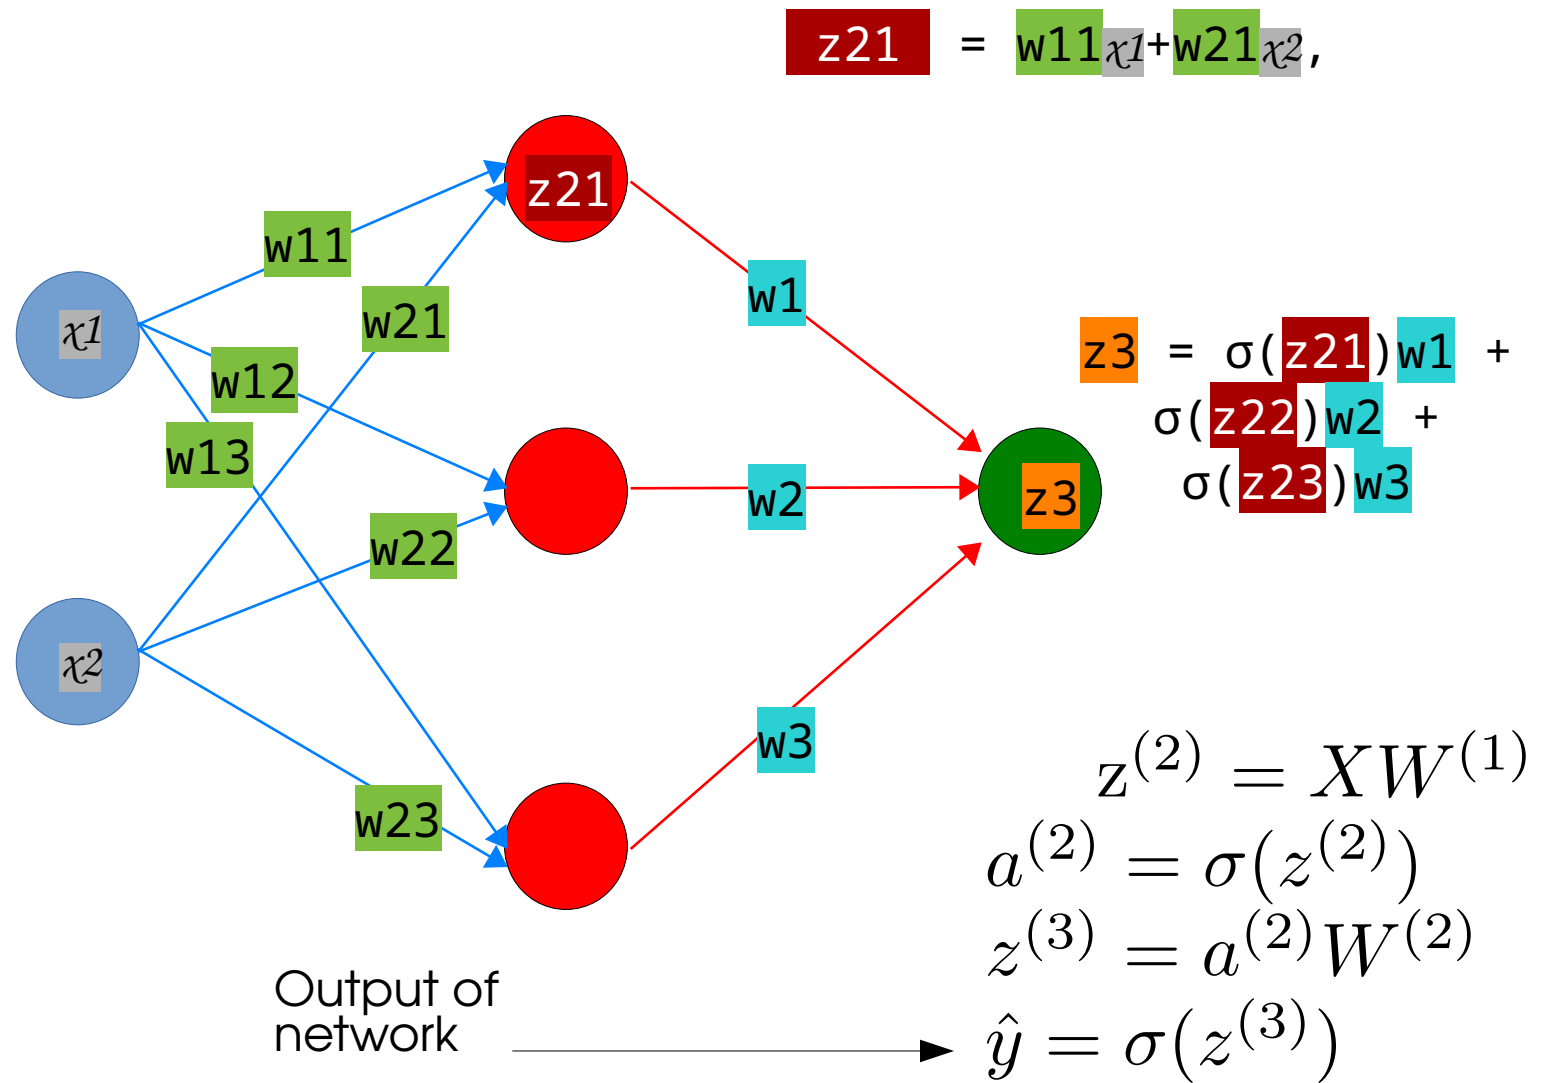 z21 = w11x1+w21x2,
z21
w11
w21
x1
w12
w13
w1
z3 = σ(z21)w1 +
σ(z22)w2 +
σ(z23)w3
w2
z3
w22
x2
w3
w23
z^(2) = XW^(1)
a^(2) = σ(z^(2))
z^(3) = a^(2)W^(2)
ŷ = σ(z^(3))
Output of
network